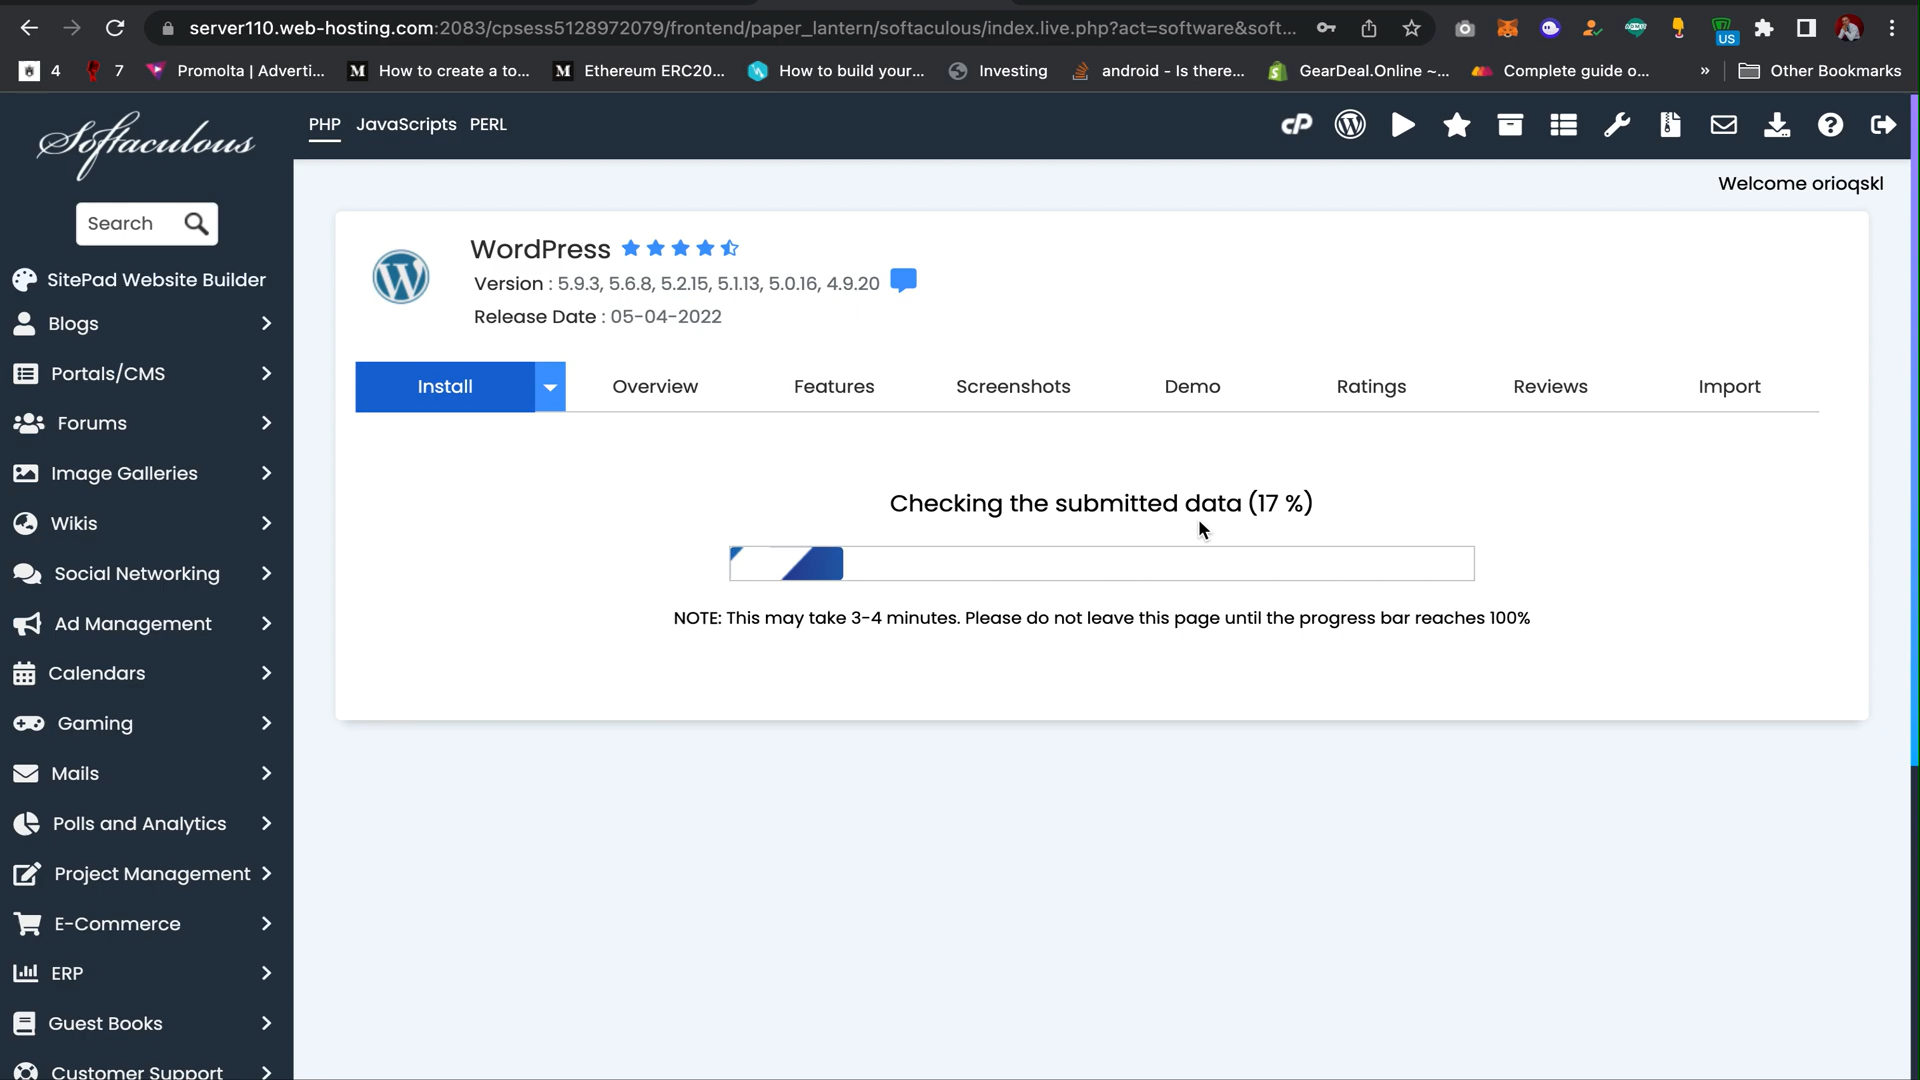 server110.web-hosting.com:2083/cpsess5128972079/frontend/paper_lantern/softaculous/index.live.php?act=software&soft...
US
4
7
Promolta | Adverti...
How to create a to...
Ethereum ERC20...
How to build your...
Investing
android - Is there...
GearDeal.Online ~...
Complete guide o...
»
Other Bookmarks
Softaculous
PHP
JavaScripts
PERL
cP
Welcome orioqskl
Search
SitePad Website Builder
Blogs
Portals/CMS
Forums
Image Galleries
Wikis
Social Networking
Ad Management
Calendars
Gaming
Mails
Polls and Analytics
Project Management
E-Commerce
ERP
Guest Books
Customer Support
WordPress
Version : 5.9.3, 5.6.8, 5.2.15, 5.1.13, 5.0.16, 4.9.20
Release Date : 05-04-2022
Install
Overview
Features
Screenshots
Demo
Ratings
Reviews
Import
Checking the submitted data (17 %)
NOTE: This may take 3-4 minutes. Please do not leave this page until the progress bar reaches 100%